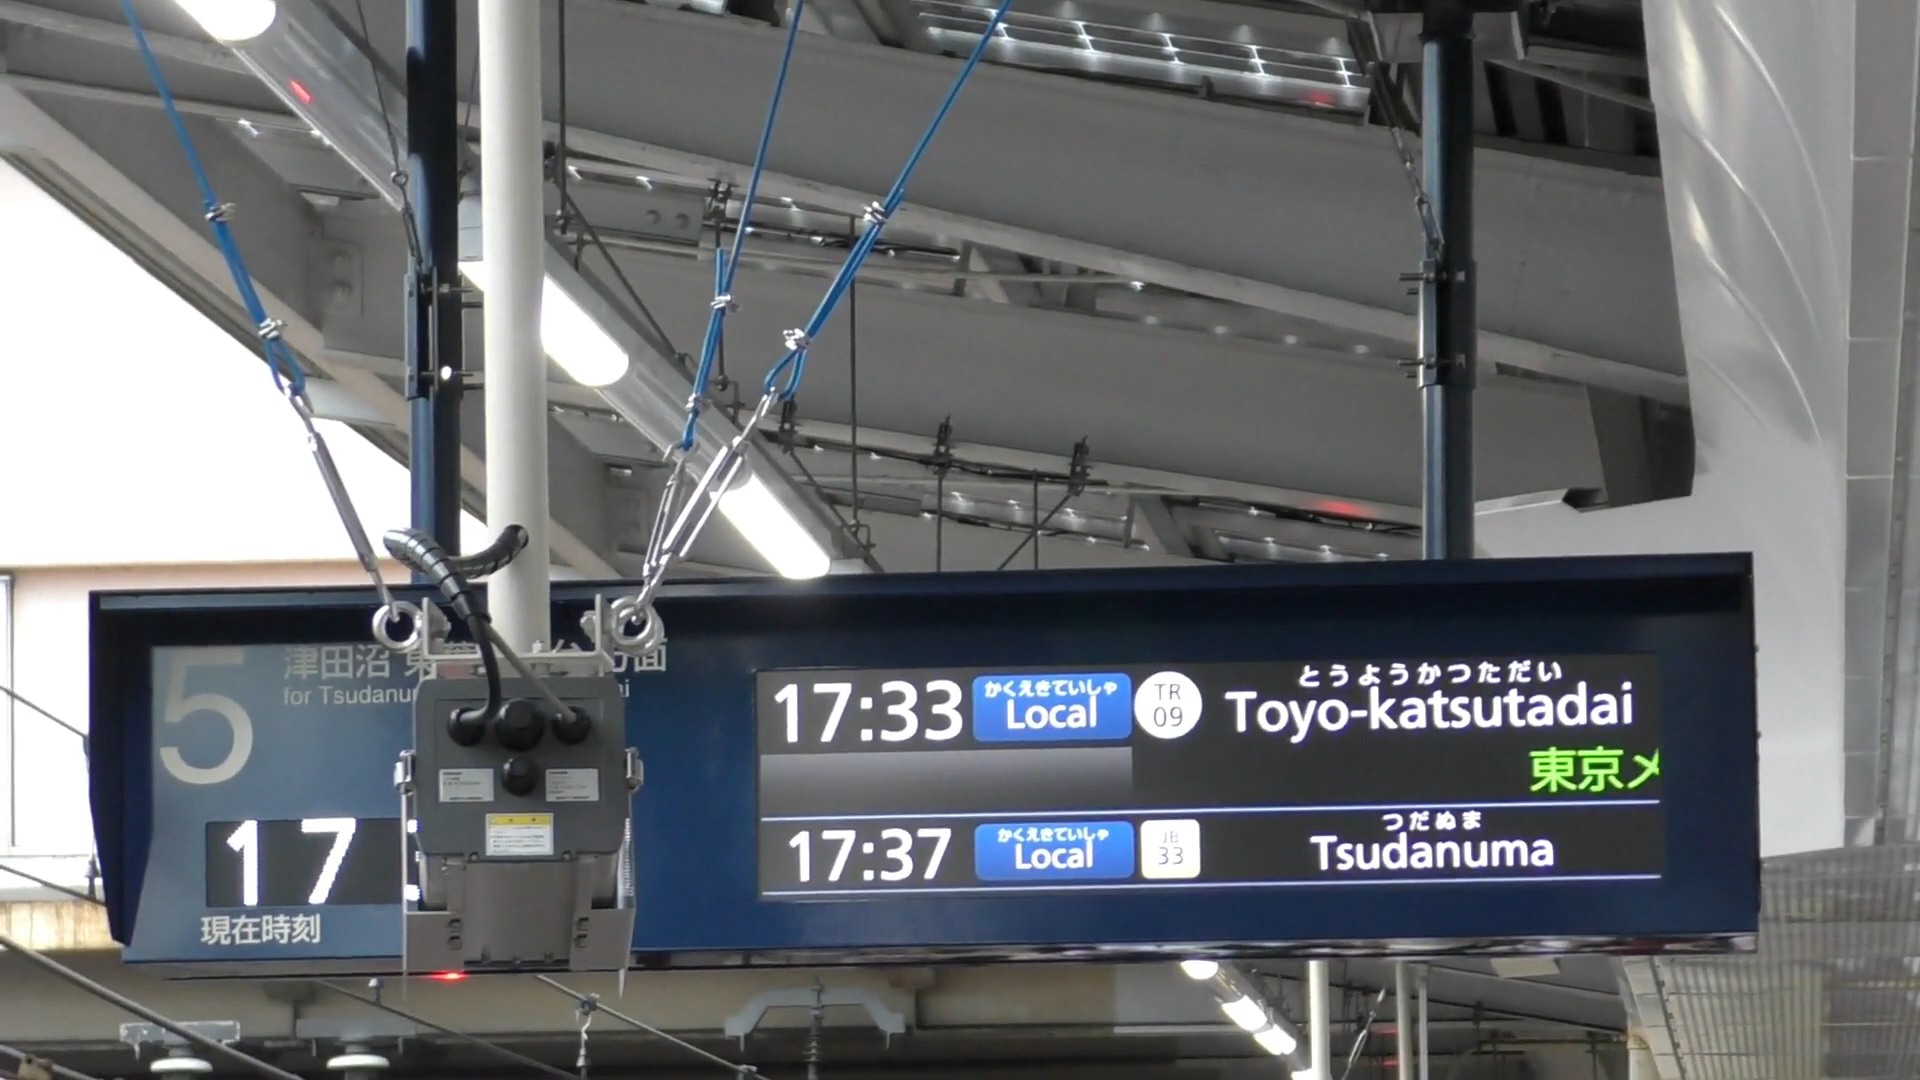 5
津田沼
for Tsudanu
17
現在時刻
17:33 かくえきていしゃ Local TR 09 とうようかつただい Toyo-katsutadai
東京メ
17:37 かくえきていしゃ Local JB 33 つだぬま Tsudanuma